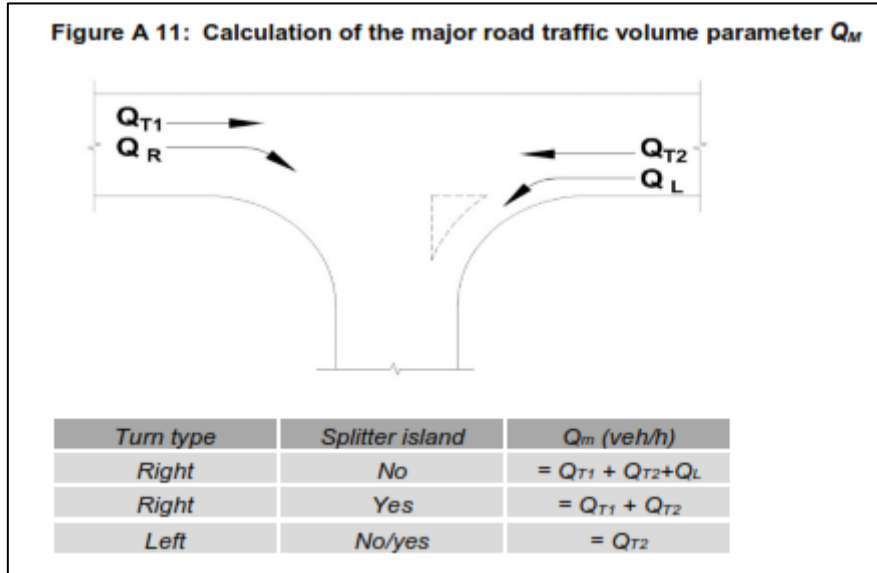 Figure A 11: Calculation of the major road traffic volume parameter QM
QT1
QR
QT2
QL
Turn type Splitter island Qm (veh/h)
Right No = QT1 + QT2+QL
Right Yes = QT1 + QT2
Left No/yes = QT2